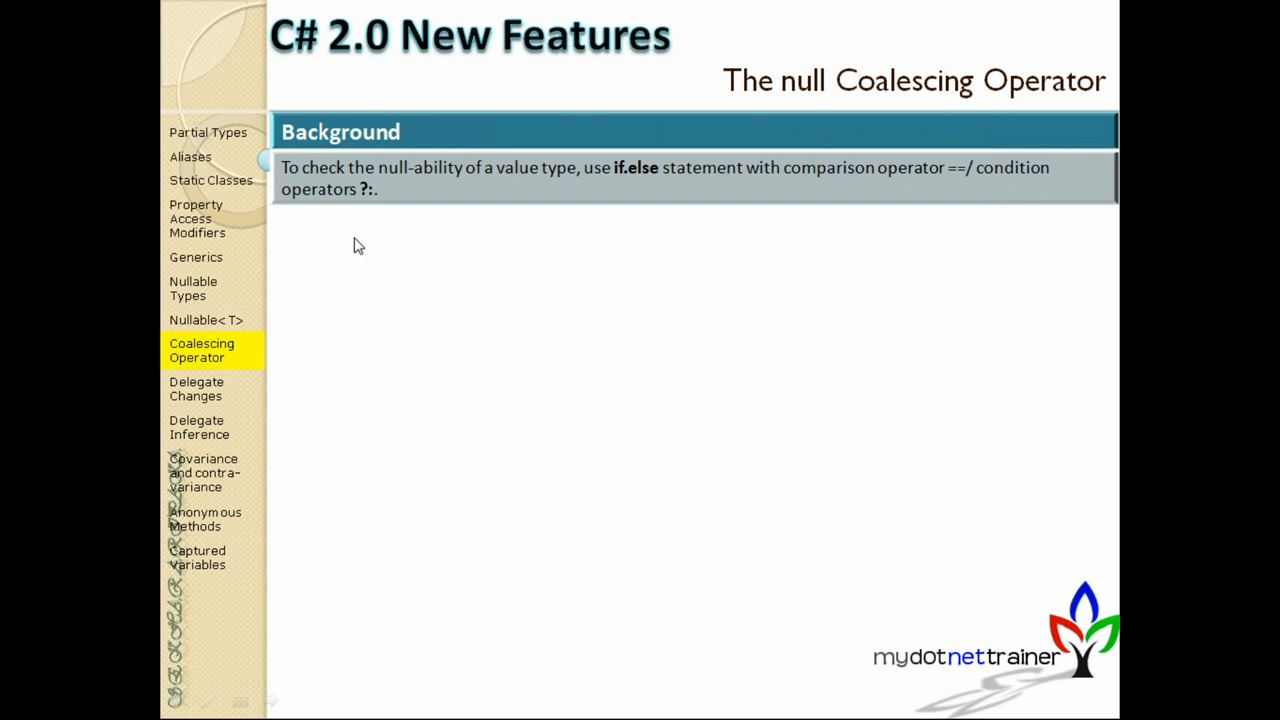 C# 2.0 New Features
The null Coalescing Operator
Partial Types
Aliases
Static Classes
Property
Access
Modifiers
Generics
Nullable
Types
Nullable<T>
Coalescing
Operator
Delegate
Changes
Delegate
Inference
Covariance
and contra-
variance
Anonymous
Methods
Captured
variables
Background
To check the null-ability of a value type, use if.else statement with comparison operator ==/ condition
operators ?:.
mydotnettrainer